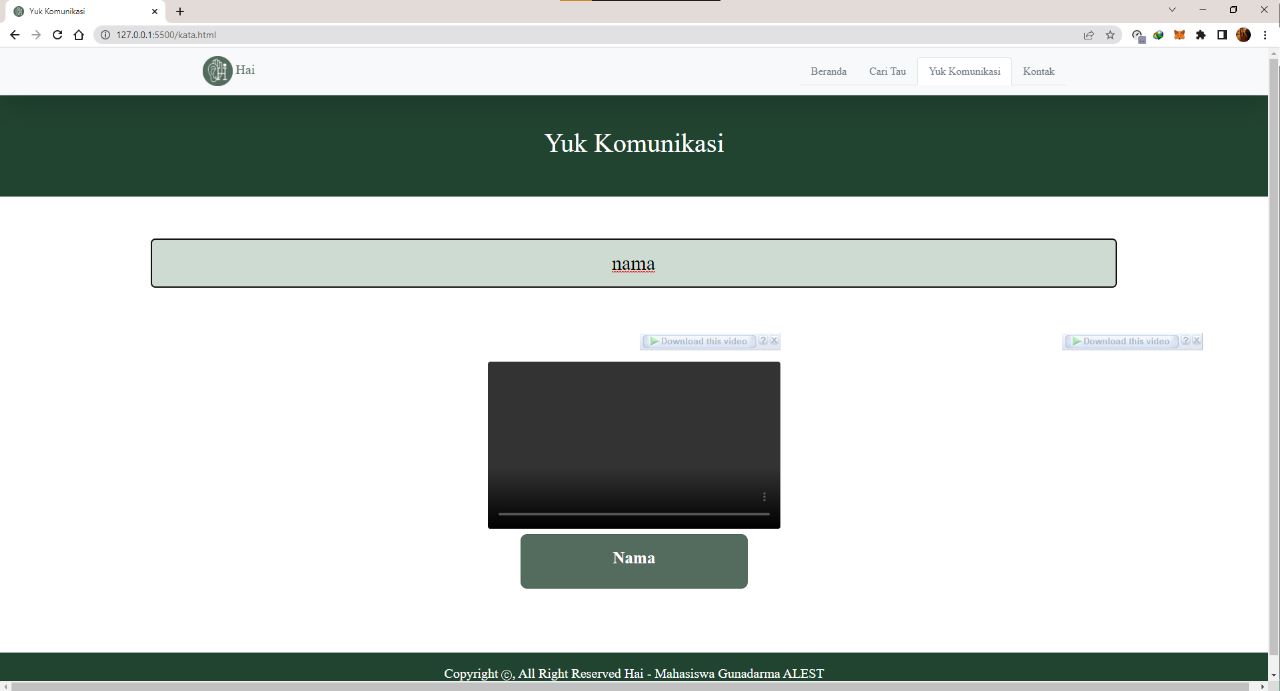 Yuk Komunikasi
127.0.0.1:5500/kata.html
Hai
Beranda Cari Tau Yuk Komunikasi Kontak
Yuk Komunikasi
nama
Download this video ? X Download this video ? X
Nama
Copyright ©, All Right Reserved Hai - Mahasiswa Gunadarma ALEST